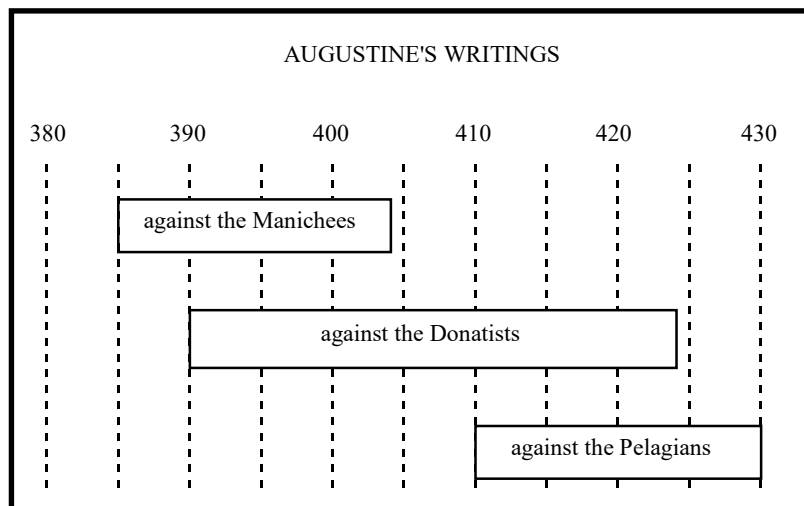 AUGUSTINE'S WRITINGS
380 390 400 410 420 430
against the Manichees
against the Donatists
against the Pelagians